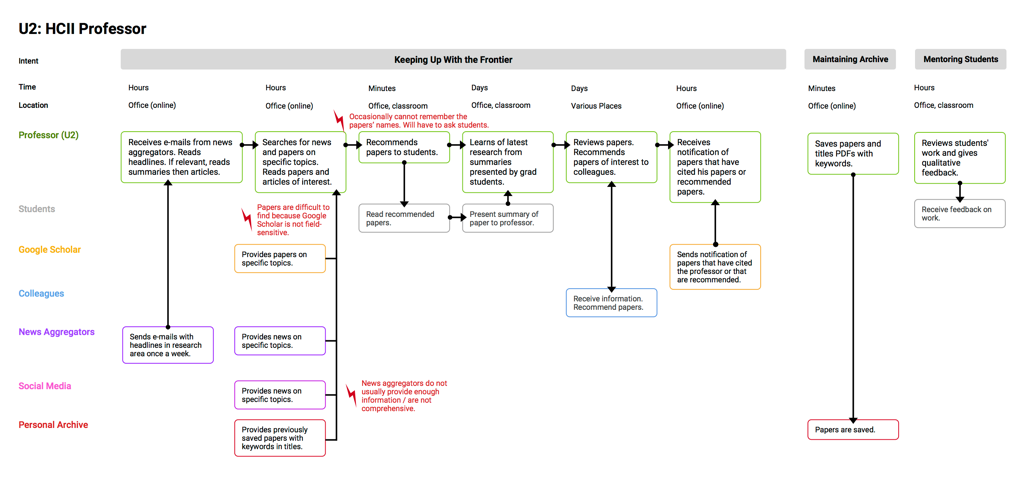 U2: HCII Professor
Intent
Keeping Up With the Frontier
Maintaining Archive
Mentoring Students
Time
Hours
Hours
Minutes
Days
Days
Hours
Minutes
Hours
Location
Office (online)
Office (online)
Office, classroom
Office, classroom
Various Places
Office (online)
Office (online)
Office, classroom
Occasionally cannot remember the
papers' names. Will have to ask students.
Professor (U2)
Receives e-mails from news
aggregators. Reads
headlines. If relevant, reads
summaries then articles.
Searches for news
and papers on
specific topics.
Reads papers and
articles of interest.
Recommends
papers to students.
Learns of latest
research from
summaries
presented by grad
students.
Reviews papers.
Recommends
papers of interest to
colleagues.
Receives
notification of
papers that have
cited his papers or
recommended
papers.
Saves papers and
titles PDFs with
keywords.
Reviews students'
work and gives
qualitative
feedback.
Students
Papers are difficult to
find because Google
Scholar is not field-
sensitive.
Read recommended
papers.
Present summary of
paper to professor.
Receive feedback on
work.
Google Scholar
Provides papers on
specific topics.
Sends notification of
papers that have cited
the professor or that
are recommended.
Colleagues
Receive information.
Recommend papers.
News Aggregators
Sends e-mails with
headlines in research
area once a week.
Provides news on
specific topics.
Social Media
Provides news on
specific topics.
News aggregators do not
usually provide enough
information / are not
comprehensive.
Personal Archive
Provides previously
saved papers with
keywords in titles.
Papers are saved.